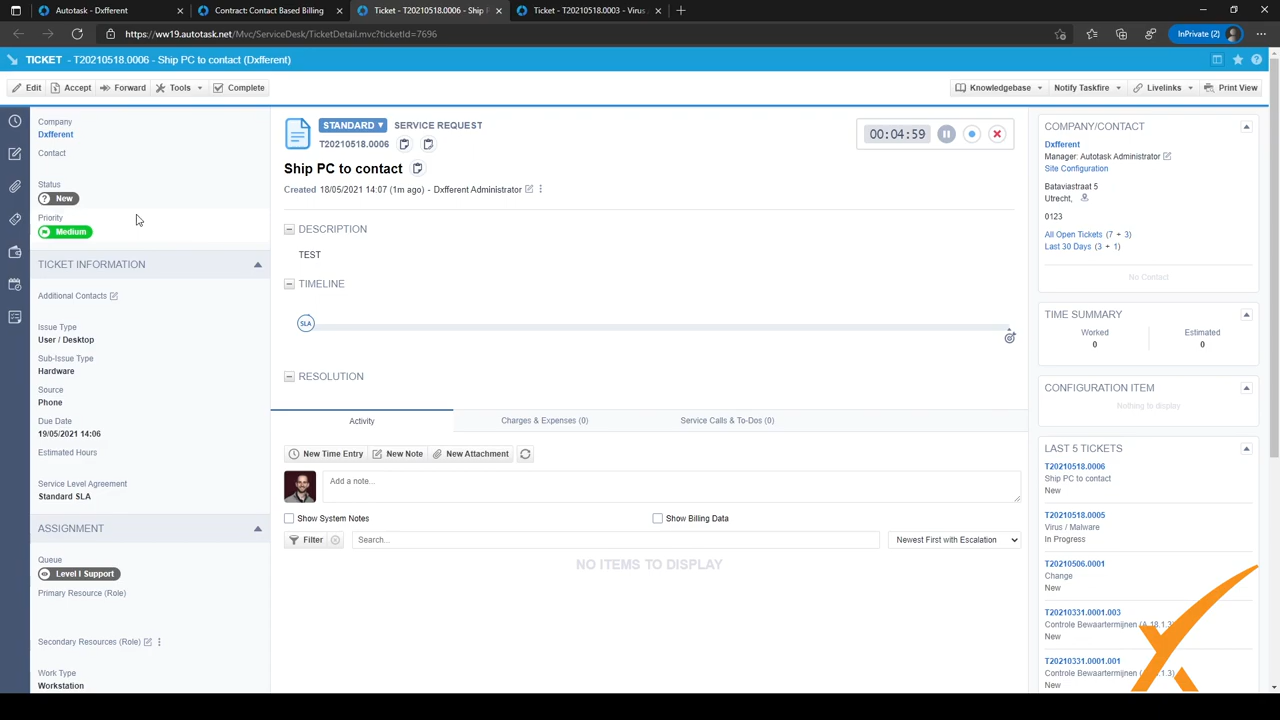 Autotask - Dxfferent
Contract: Contact Based Billing
Ticket - T20210518.0006 - Ship P
Ticket - T20210518.0003 - Virus /
https://ww19.autotask.net/Mvc/ServiceDesk/TicketDetail.mvc?ticketId=7696
InPrivate (2)
TICKET - T20210518.0006 - Ship PC to contact (Dxfferent)
Edit
Accept
Forward
Tools
Complete
Knowledgebase
Notify Taskfire
Livelinks
Print View
Company
Dxfferent
Contact
Status
New
Priority
Medium
TICKET INFORMATION
Additional Contacts
Issue Type
User / Desktop
Sub-Issue Type
Hardware
Source
Phone
Due Date
19/05/2021 14:06
Estimated Hours
Service Level Agreement
Standard SLA
ASSIGNMENT
Queue
Level I Support
Primary Resource (Role)
Secondary Resources (Role)
Work Type
Workstation
STANDARD
SERVICE REQUEST
T20210518.0006
Ship PC to contact
Created 18/05/2021 14:07 (1m ago) - Dxfferent Administrator
00:04:59
DESCRIPTION
TEST
TIMELINE
SLA
RESOLUTION
Activity
Charges & Expenses (0)
Service Calls & To-Dos (0)
New Time Entry
New Note
New Attachment
Add a note...
Show System Notes
Show Billing Data
Filter
Search...
Newest First with Escalation
NO ITEMS TO DISPLAY
COMPANY/CONTACT
Dxfferent
Manager: Autotask Administrator
Site Configuration
Bataviastraat 5
Utrecht,
0123
All Open Tickets (7 + 3)
Last 30 Days (3 + 1)
No Contact
TIME SUMMARY
Worked
0
Estimated
0
CONFIGURATION ITEM
Nothing to display
LAST 5 TICKETS
T20210518.0006
Ship PC to contact
New
T20210518.0005
Virus / Malware
In Progress
T20210506.0001
Change
New
T20210331.0001.003
Controle Bewaartermijnen (A.18.1.3)
New
T20210331.0001.001
Controle Bewaartermijnen
New